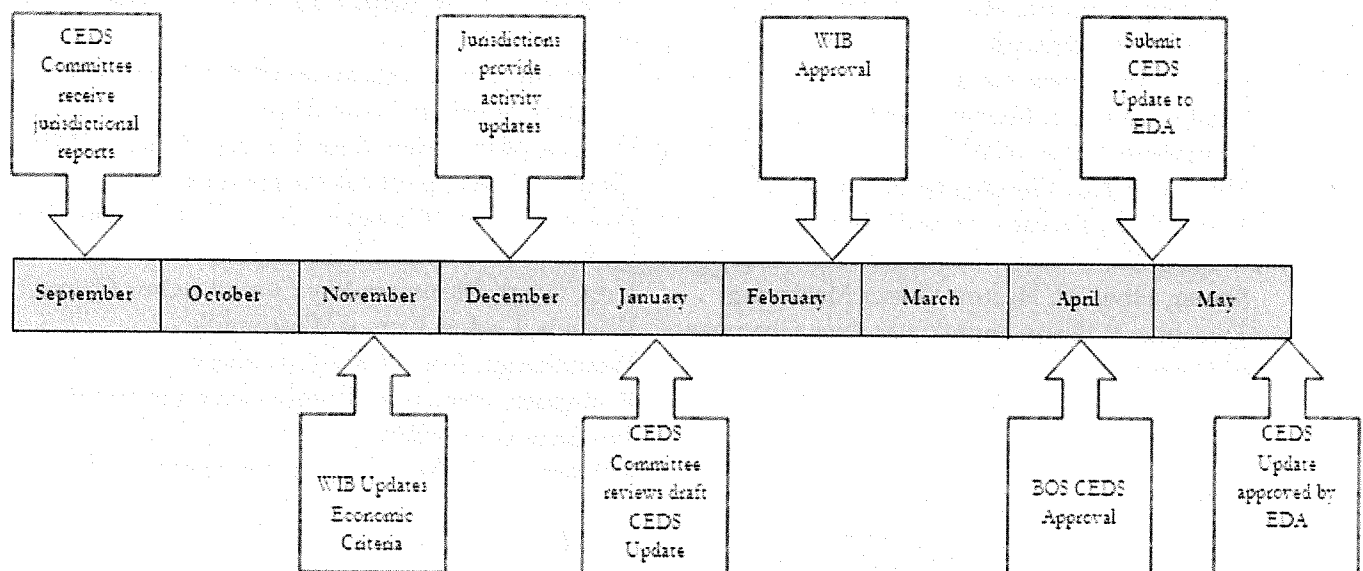 CEDS
Committee
receive
jurisdictional
reports
Jurisdictions
provide
activity
updates
WIB
Approval
Submit
CEDS
Update to
EDA
September
October
November
December
January
February
March
April
May
WIB Updates
Economic
Criteria
CEDS
Committee
reviews draft
CEDS
Update
BOS CEDS
Approval
CEDS
Update
approved by
EDA